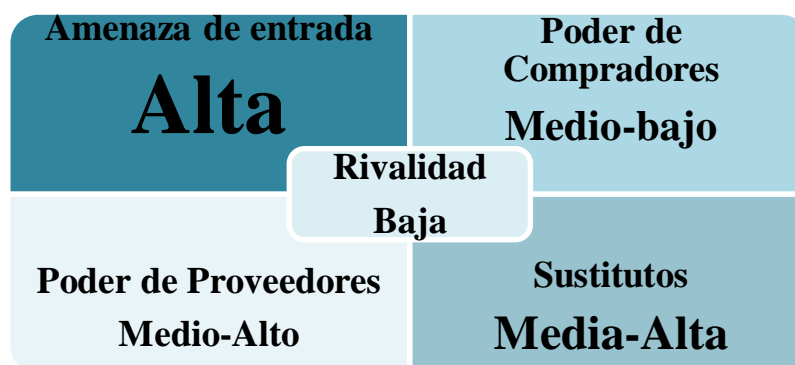 Amenaza de entrada
Alta
Poder de
Compradores
Medio-bajo
Rivalidad
Baja
Poder de Proveedores
Medio-Alto
Sustitutos
Media-Alta